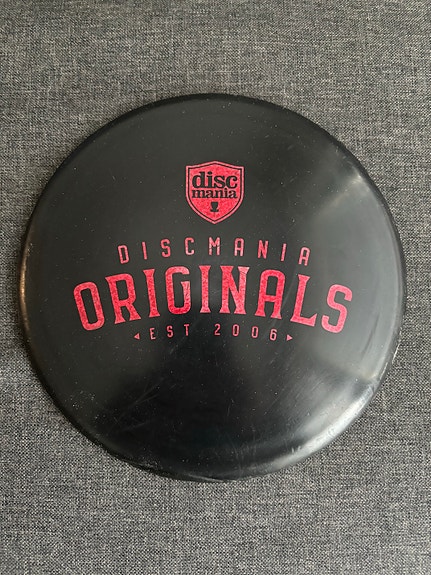 disc
mania
DISCMANIA
ORIGINALS
◂ EST 2006 ▸